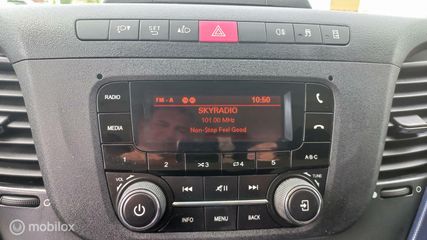 SET
RADIO
FM - A 10:50
SKYRADIO
101.00 MHz
Non-Stop Feel Good
MEDIA
1 2 3 4 5 A-B-C
VOL
TUNE
INFO MENU BACK
mobilox